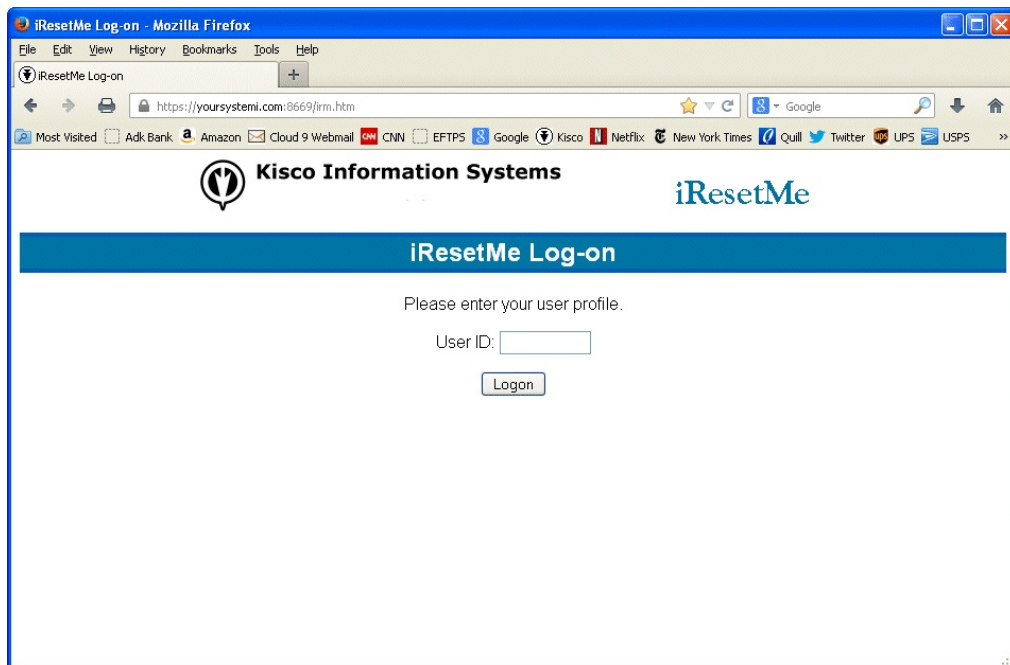 iResetMe Log-on - Mozilla Firefox
File Edit View History Bookmarks Tools Help
iResetMe Log-on
https://yoursystemi.com:8669/irm.htm
Google
Most Visited Adk Bank Amazon Cloud 9 Webmail CNN EFTPS Google Kisco Netflix New York Times Quill Twitter UPS USPS »
Kisco Information Systems
iResetMe
iResetMe Log-on
Please enter your user profile.
User ID:
Logon